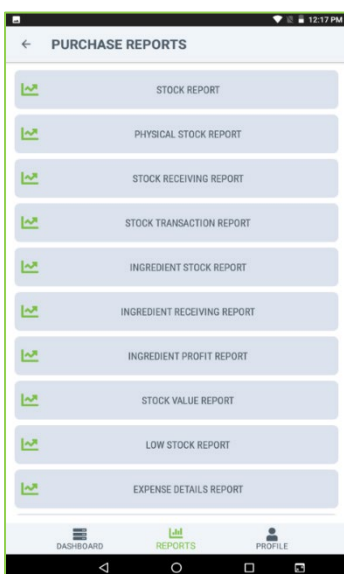 12:17 PM
PURCHASE REPORTS
STOCK REPORT
PHYSICAL STOCK REPORT
STOCK RECEIVING REPORT
STOCK TRANSACTION REPORT
INGREDIENT STOCK REPORT
INGREDIENT RECEIVING REPORT
INGREDIENT PROFIT REPORT
STOCK VALUE REPORT
LOW STOCK REPORT
EXPENSE DETAILS REPORT
DASHBOARD REPORTS PROFILE